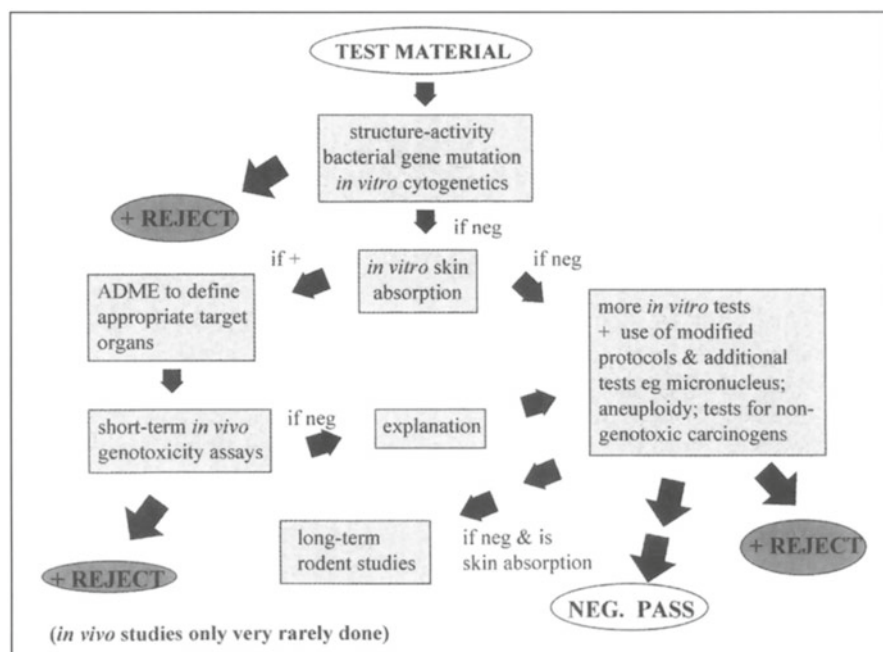 TEST MATERIAL
structure-activity
bacterial gene mutation
in vitro cytogenetics
+ REJECT
if neg
if +
in vitro skin
absorption
if neg
ADME to define
appropriate target
organs
more in vitro tests
+ use of modified
protocols & additional
tests eg micronucleus;
aneuploidy; tests for non-
genotoxic carcinogens
short-term in vivo
genotoxicity assays
if neg
explanation
+ REJECT
long-term
rodent studies
if neg & is
skin absorption
+ REJECT
NEG. PASS
(in vivo studies only very rarely done)